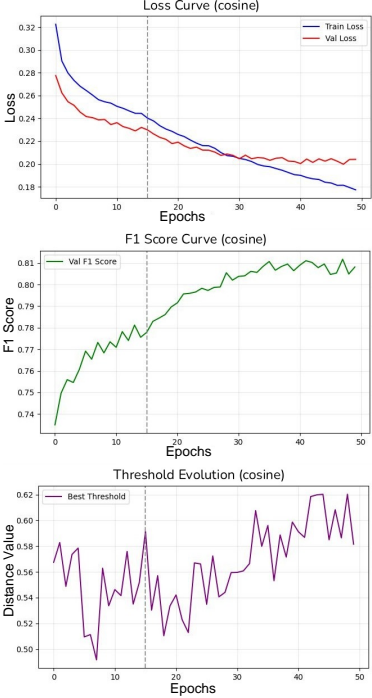 Loss Curve (cosine)
Loss
0.32
0.30
0.28
0.26
0.24
0.22
0.20
0.18
Train Loss
Val Loss
0 10 20 30 40 50
Epochs
F1 Score Curve (cosine)
F1 Score
0.81
0.80
0.79
0.78
0.77
0.76
0.75
0.74
Val F1 Score
0 10 20 30 40 50
Epochs
Threshold Evolution (cosine)
Distance Value
0.62
0.60
0.58
0.56
0.54
0.52
0.50
Best Threshold
0 10 20 30 40 50
Epochs